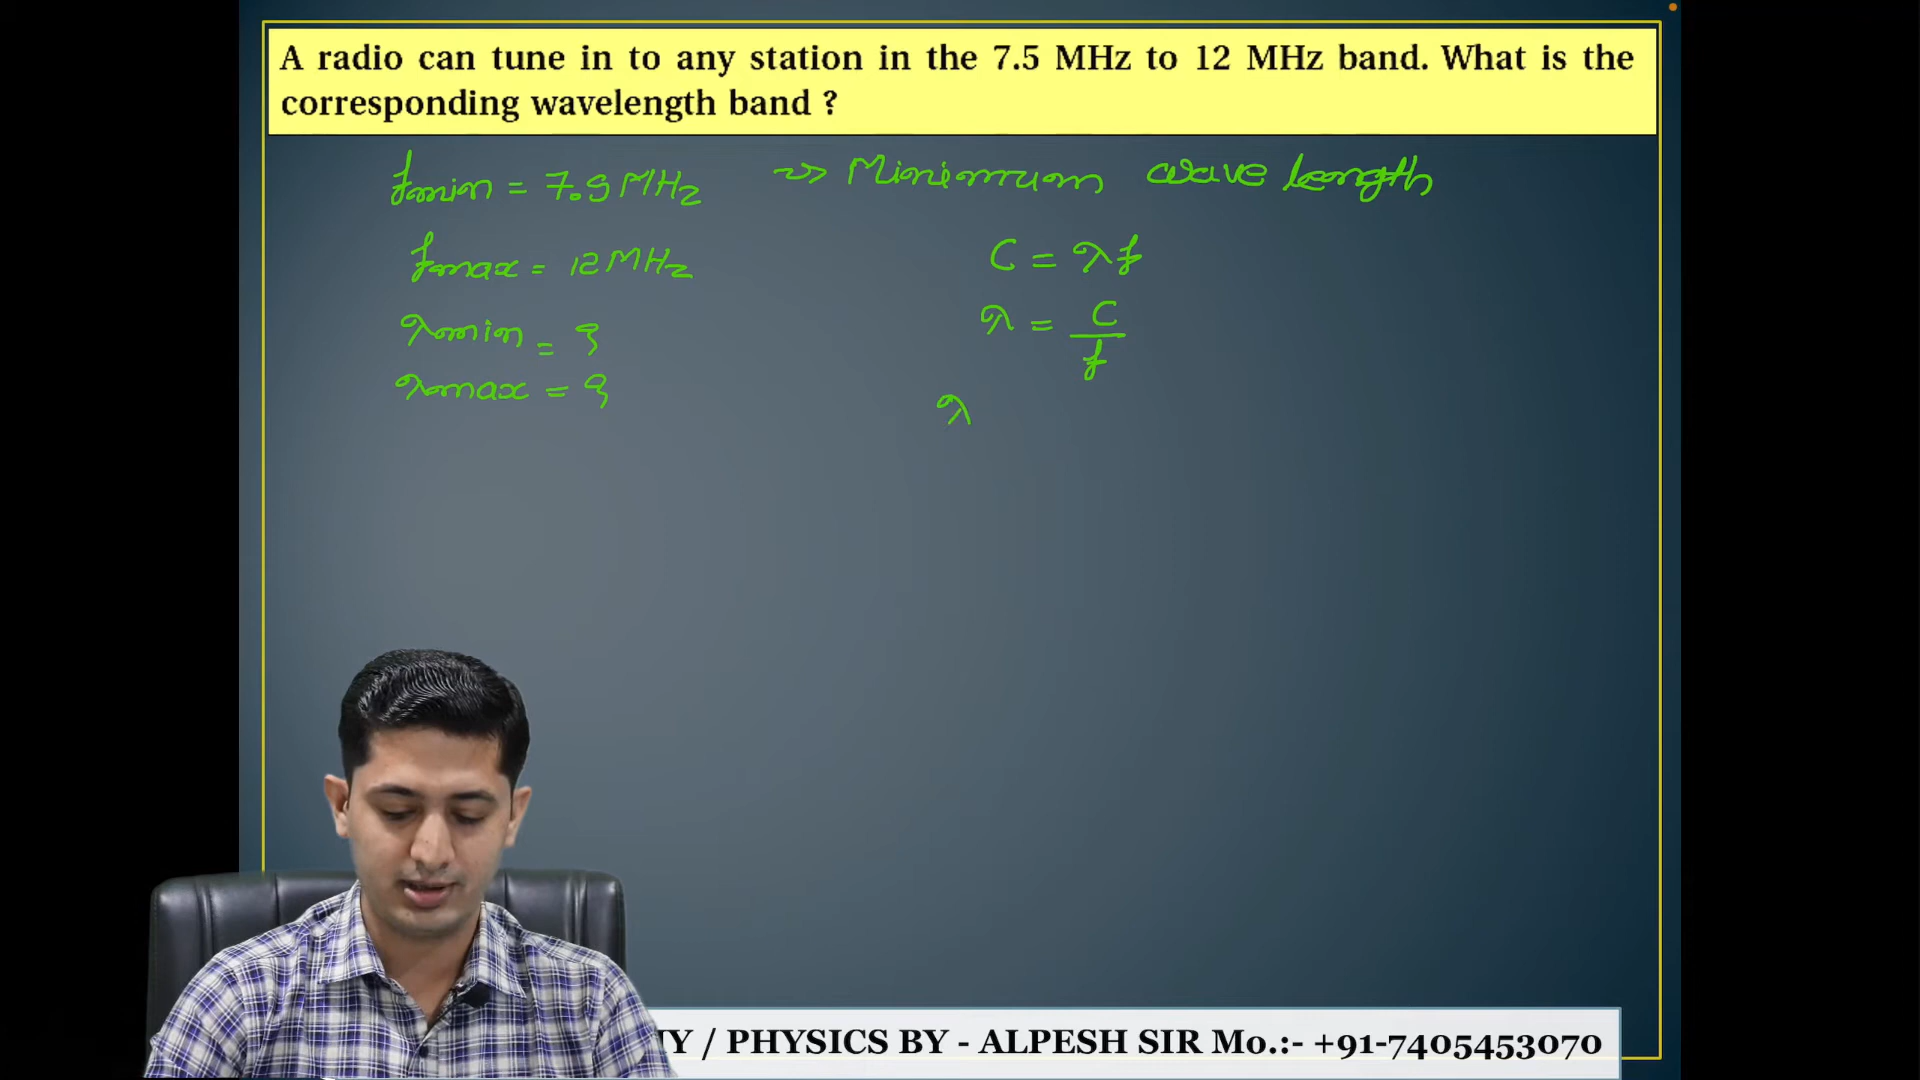 A radio can tune in to any station in the 7.5 MHz to 12 MHz band. What is the
corresponding wavelength band ?
fmin = 7.5 MHz
fmax = 12 MHz
λmin = ?
λmax = ?
⇝ Minimum wave length
C = λf
λ = C/f
λ
/ PHYSICS BY - ALPESH SIR Mo.:- +91-7405453070